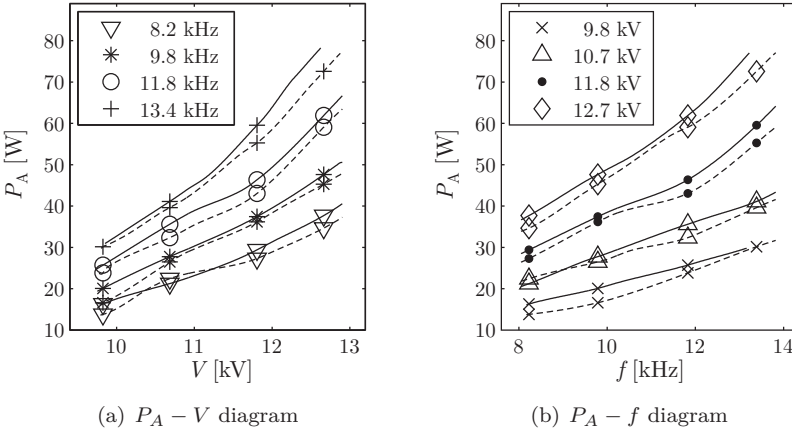 8.2 kHz
9.8 kHz
11.8 kHz
13.4 kHz
80
70
60
50
40
30
20
10
P_A [W]
10 11 12 13
V [kV]
(a) P_A − V diagram
9.8 kV
10.7 kV
11.8 kV
12.7 kV
80
70
60
50
40
30
20
10
P_A [W]
8 10 12 14
f [kHz]
(b) P_A − f diagram